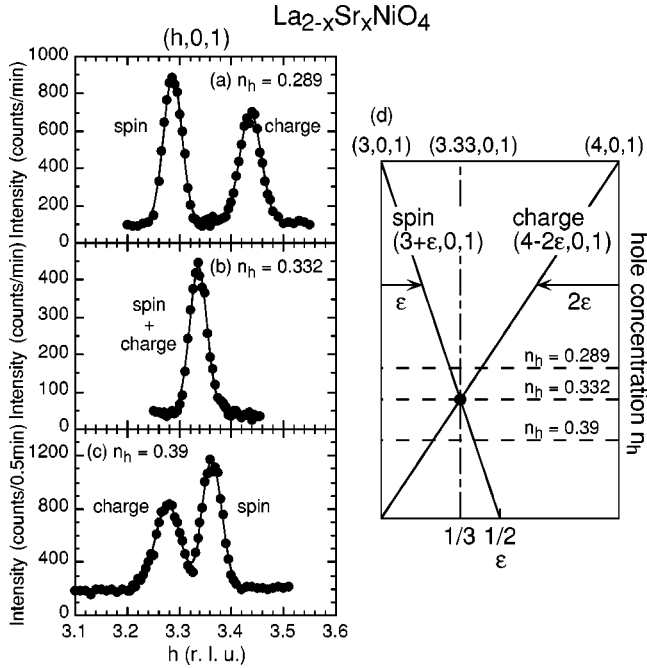 La2-xSrxNiO4
(h,0,1)
Intensity (counts/min)
1000
800
600
400
200
0
(a) nh = 0.289
spin
charge
Intensity (counts/min)
400
300
200
100
0
(b) nh = 0.332
spin
+
charge
Intensity (counts/0.5min)
1200
800
400
0
(c) nh = 0.39
charge
spin
3.1 3.2 3.3 3.4 3.5 3.6
h (r. l. u.)
(d)
(3,0,1) (3.33,0,1) (4,0,1)
spin
(3+ε,0,1)
charge
(4-2ε,0,1)
ε
2ε
nh = 0.289
nh = 0.332
nh = 0.39
1/3 1/2
ε
hole concentration nh